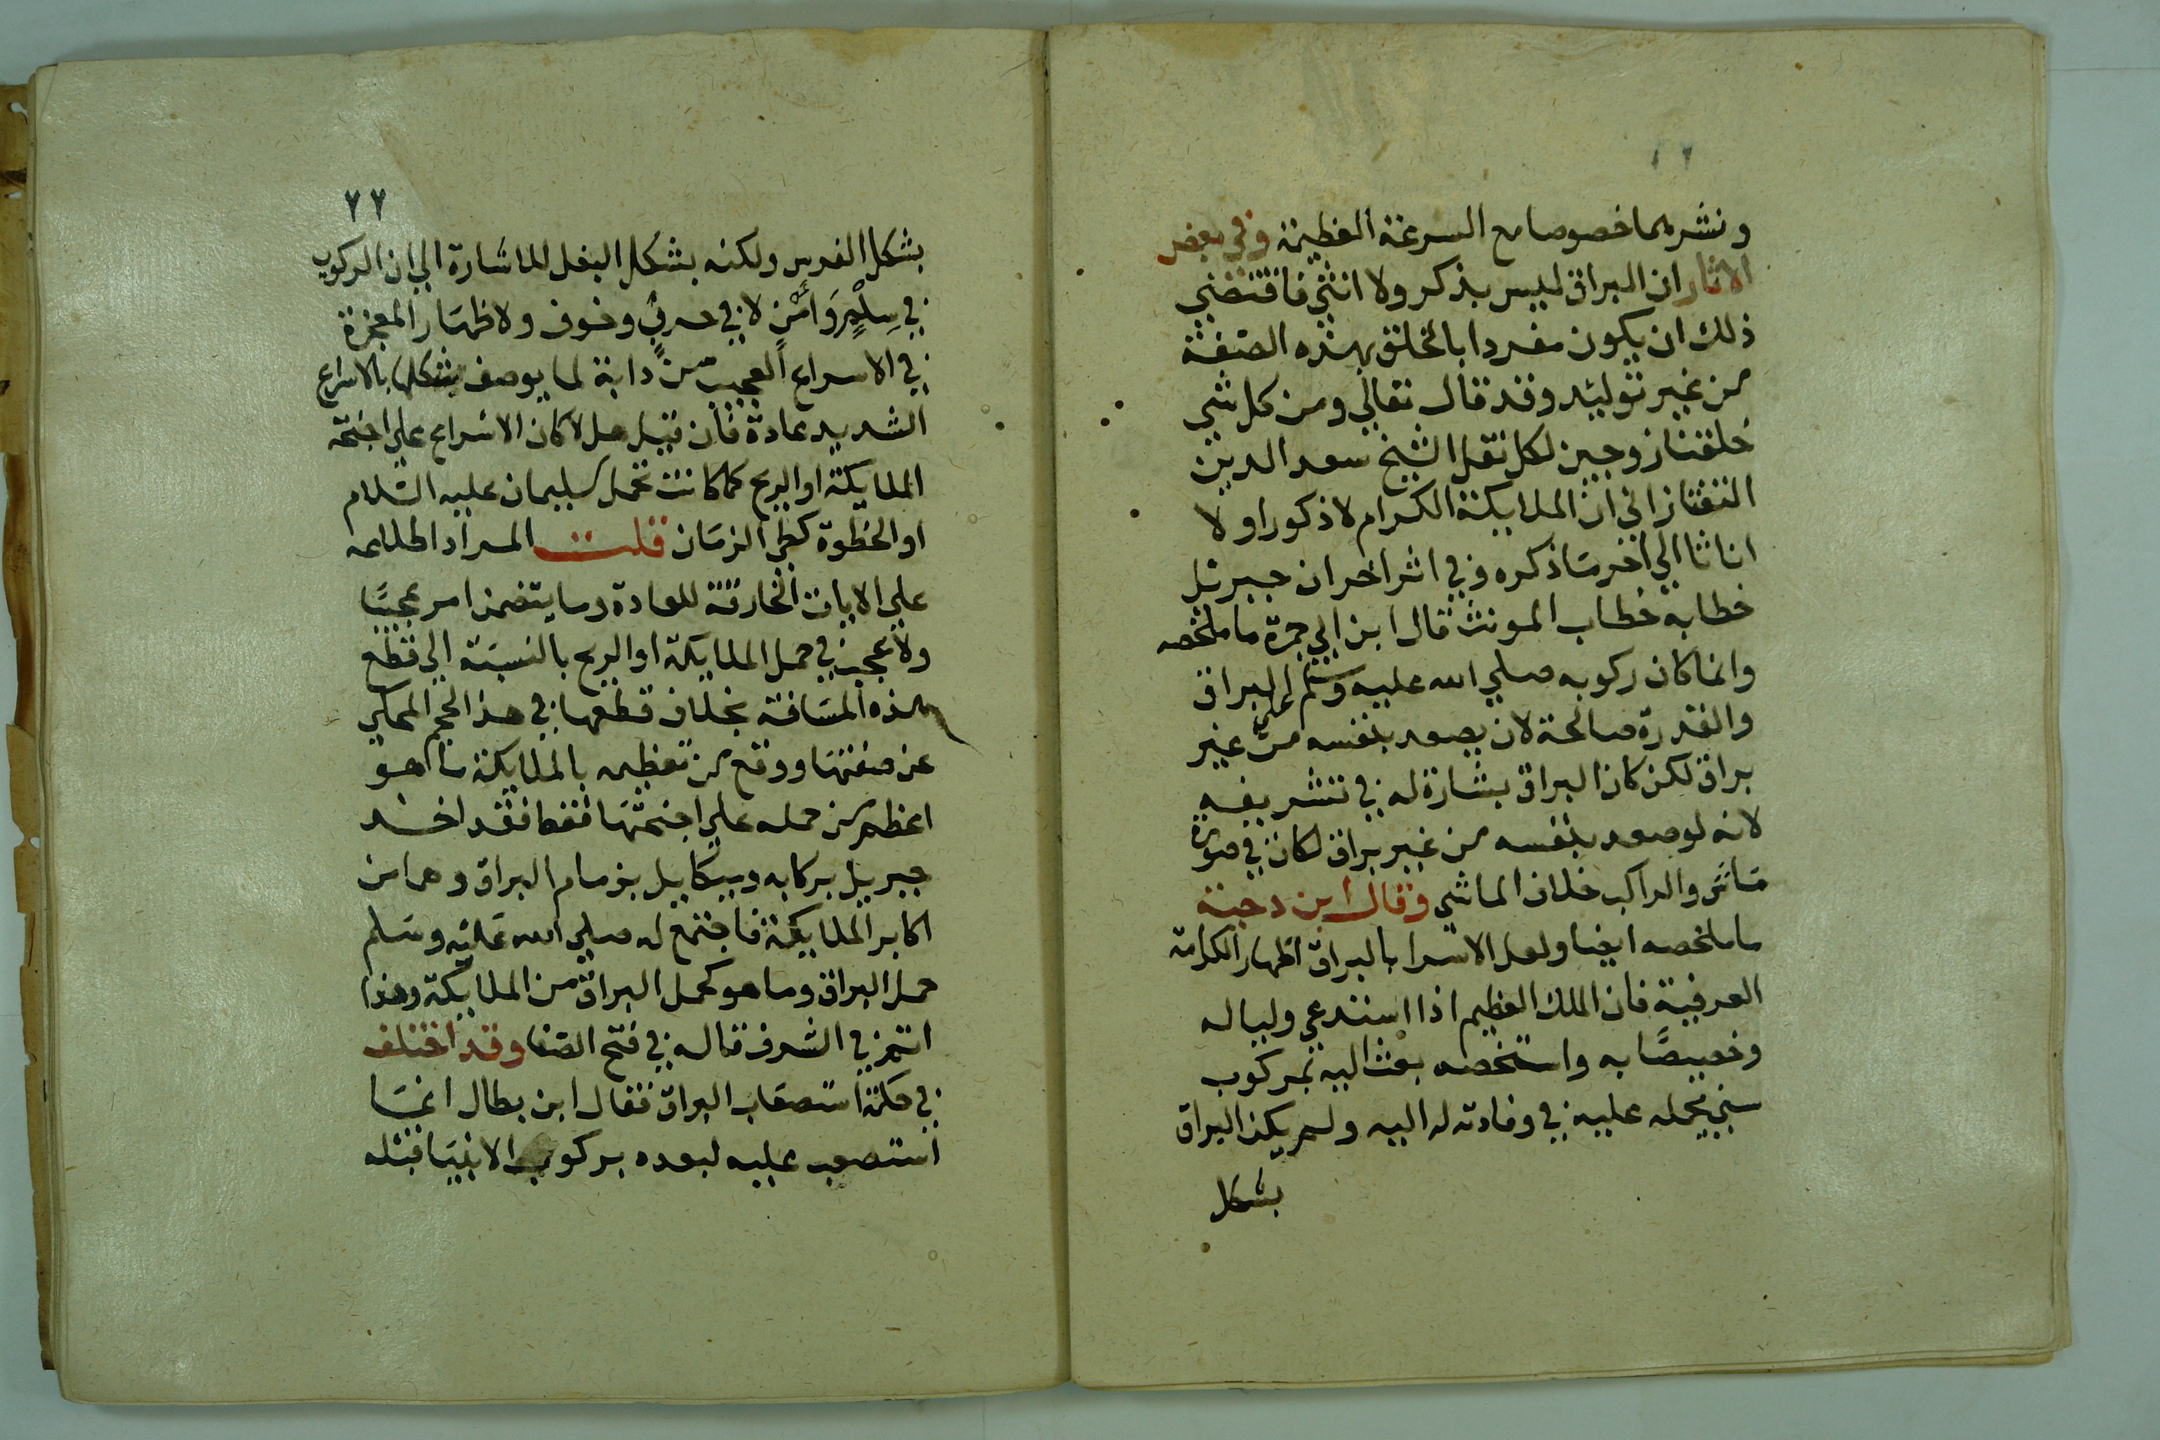 ونشرهما خصوصا مع السرعة العظيمة وفي بعض
الاثار ان البراق ليس بذكر ولا انثي فاقتضي
ذلك ان يكون مفردا بالخلق بهذه الصفة
من غير توليد وقد قال تعالي ومن كل شي
خلقنا زوجين لكل نقل الشيخ سعد الدين
التفتازاني ان الملايكة الكرام لا ذكورا ولا
اناثا الي اخر ما ذكره وفي اثر اخر ان جبريل
خطابه خطاب المونث قال ابن ابي جمرة ما ملخصه
وانما كان ركوبه صلي الله عليه وسلم البراق
والقدرة صالحة لان يصعد بنفسه من غير
براق لكن كان البراق بشارة له في تشريفه
لانه لو صعد بنفسه من غير براق لكان في صورة
ماش والراكب خلاف الماشي وقال ابن دحية
ما ملخصه ايضا ولعل الاسرا بالبراق اظهار الكرامة
العرفية فان الملك العظيم اذا استدعي وليا له
وخصيصا به واستخصه بعث اليه بمركوب
سني يحمله عليه في وفادته له اليه ولم يكن البراق
بشكل
٢٢
بشكل الفرس ولكنه بشكل البغل للاشارة الي ان الركوب
في سلم وامن لا في حرب وخوف ولاظهار المعجزة
في الاسراع العجيب من دابة لما يوصف بشكلها بالاسراع
الشديد عادة فان قيل هلا كان الاسراع علي اجنحة
الملايكة او الريح كما كانت تحمل سليمان عليه السلام
او الخطوة كطي الزمان قلت المراد اطلاعه
علي الايات الخارقة للعادة وما يتضمن امر عجيبا
ولا عجب في حمل الملايكة او الريح بالنسبة الي قطع
هذه المسافة بخلاف قطعها في هذا الحجم المحكي
عن صفتها ووقع من تعظيمه بالملايكة ما هو
اعظم من حمله علي اجنحتها فقط فقد اخذ
جبريل بركابه وميكاييل بزمام البراق وهما من
اكابر الملايكة فاجتمع له صلي الله عليه وسلم
حمل البراق وما هو كحمل البراق من الملايكة وهذا
اتم في الشرف قاله في فتح الصفا وقد اختلف
في حكمة استصعاب البراق فقال ابن بطال انما
استصعب عليه لبعده بركوب الانبيا قبله